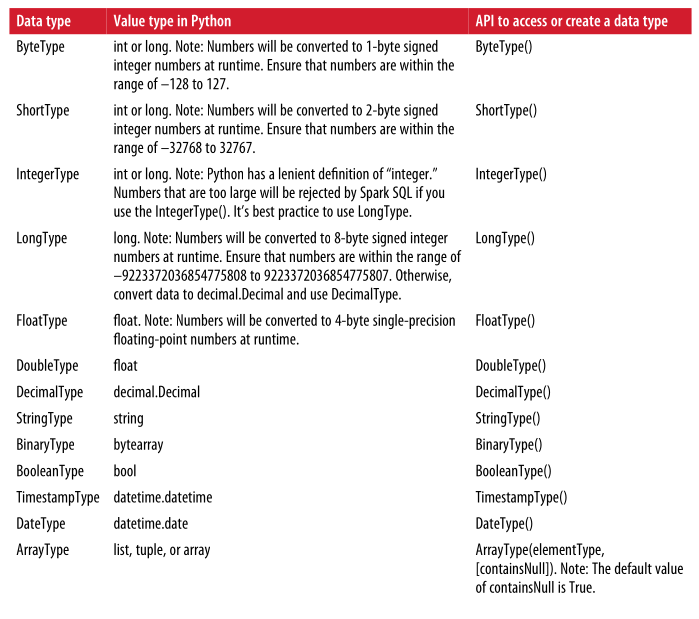 Data type Value type in Python API to access or create a data type
ByteType int or long. Note: Numbers will be converted to 1-byte signed ByteType()
integer numbers at runtime. Ensure that numbers are within the
range of –128 to 127.
ShortType int or long. Note: Numbers will be converted to 2-byte signed ShortType()
integer numbers at runtime. Ensure that numbers are within the
range of –32768 to 32767.
IntegerType int or long. Note: Python has a lenient definition of “integer.” IntegerType()
Numbers that are too large will be rejected by Spark SQL if you
use the IntegerType(). It’s best practice to use LongType.
LongType long. Note: Numbers will be converted to 8-byte signed integer LongType()
numbers at runtime. Ensure that numbers are within the range of
–9223372036854775808 to 9223372036854775807. Otherwise,
convert data to decimal.Decimal and use DecimalType.
FloatType float. Note: Numbers will be converted to 4-byte single-precision FloatType()
floating-point numbers at runtime.
DoubleType float DoubleType()
DecimalType decimal.Decimal DecimalType()
StringType string StringType()
BinaryType bytearray BinaryType()
BooleanType bool BooleanType()
TimestampType datetime.datetime TimestampType()
DateType datetime.date DateType()
ArrayType list, tuple, or array ArrayType(elementType,
[containsNull]). Note: The default value
of containsNull is True.